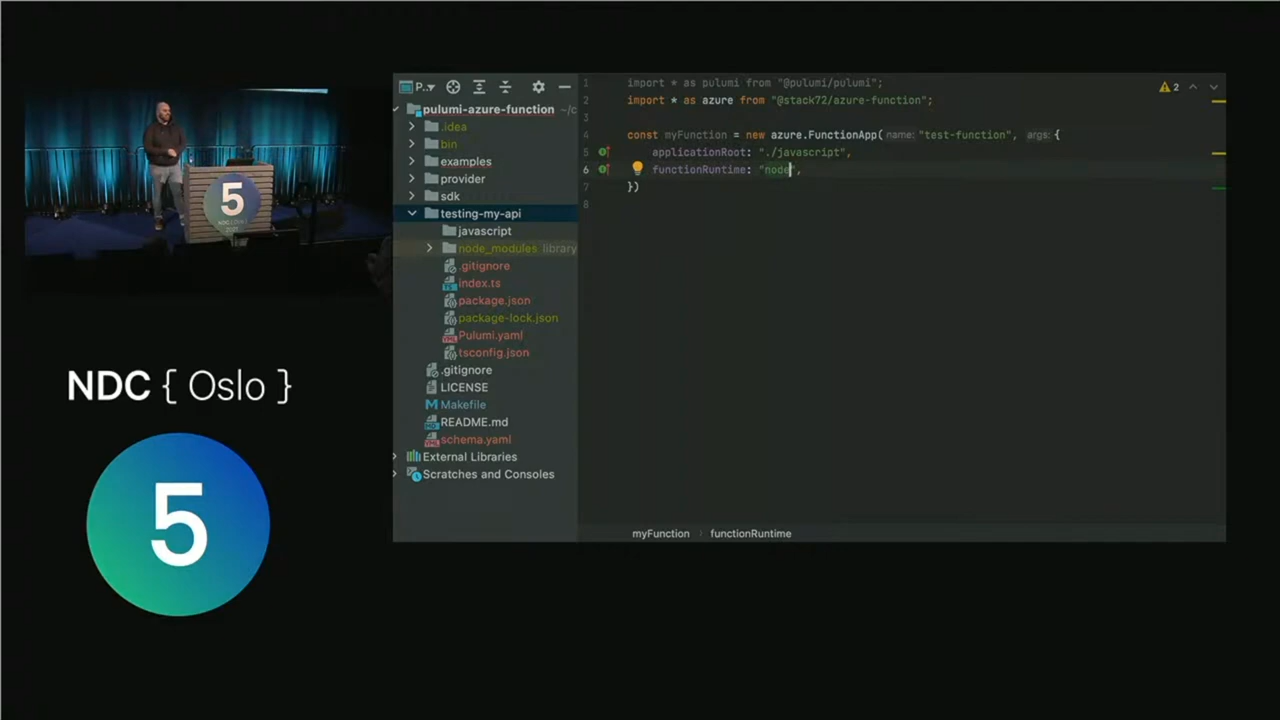 5
NDC { Oslo }
5
P..
pulumi-azure-function ~/c
.idea
bin
examples
provider
sdk
testing-my-api
javascript
node_modules library
.gitignore
index.ts
package.json
package-lock.json
Pulumi.yaml
tsconfig.json
.gitignore
LICENSE
Makefile
README.md
schema.yaml
External Libraries
Scratches and Consoles
1 import * as pulumi from "@pulumi/pulumi";
2 import * as azure from "@stack72/azure-function";
3
4 const myFunction = new azure.FunctionApp( name: "test-function", args: {
5 applicationRoot: "./javascript",
6 functionRuntime: "node",
7 })
8
2
myFunction › functionRuntime